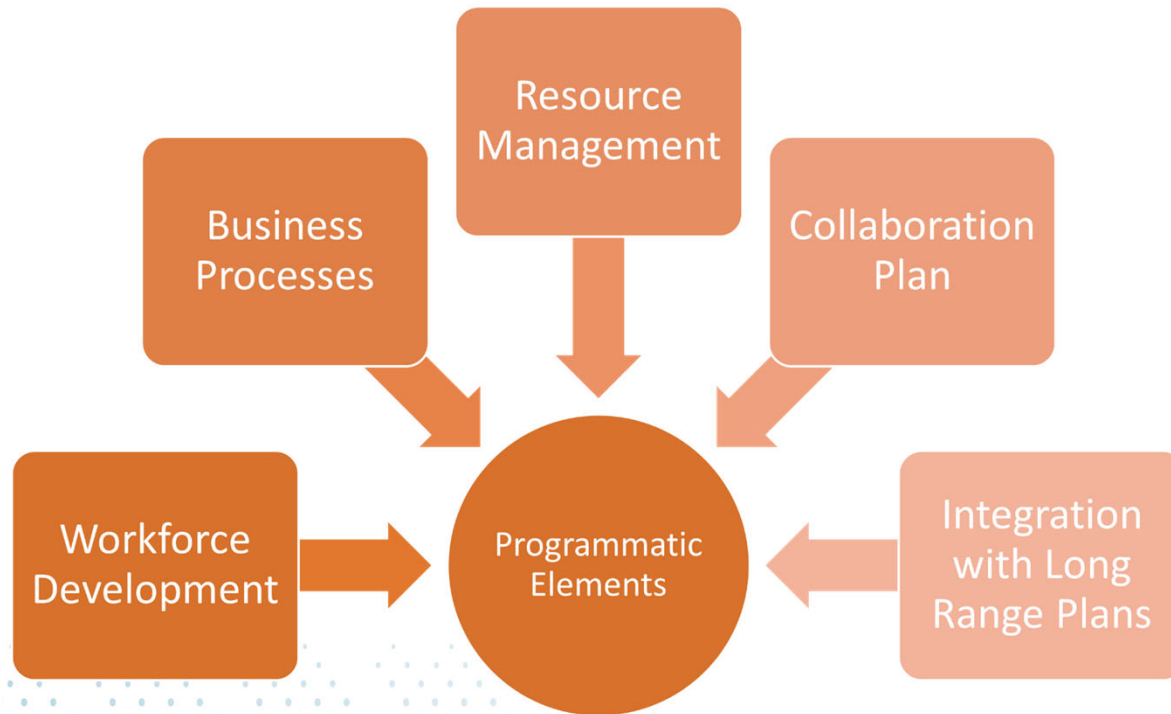 Resource
Management
Business
Processes
Collaboration
Plan
Workforce
Development
Programmatic
Elements
Integration
with Long
Range Plans